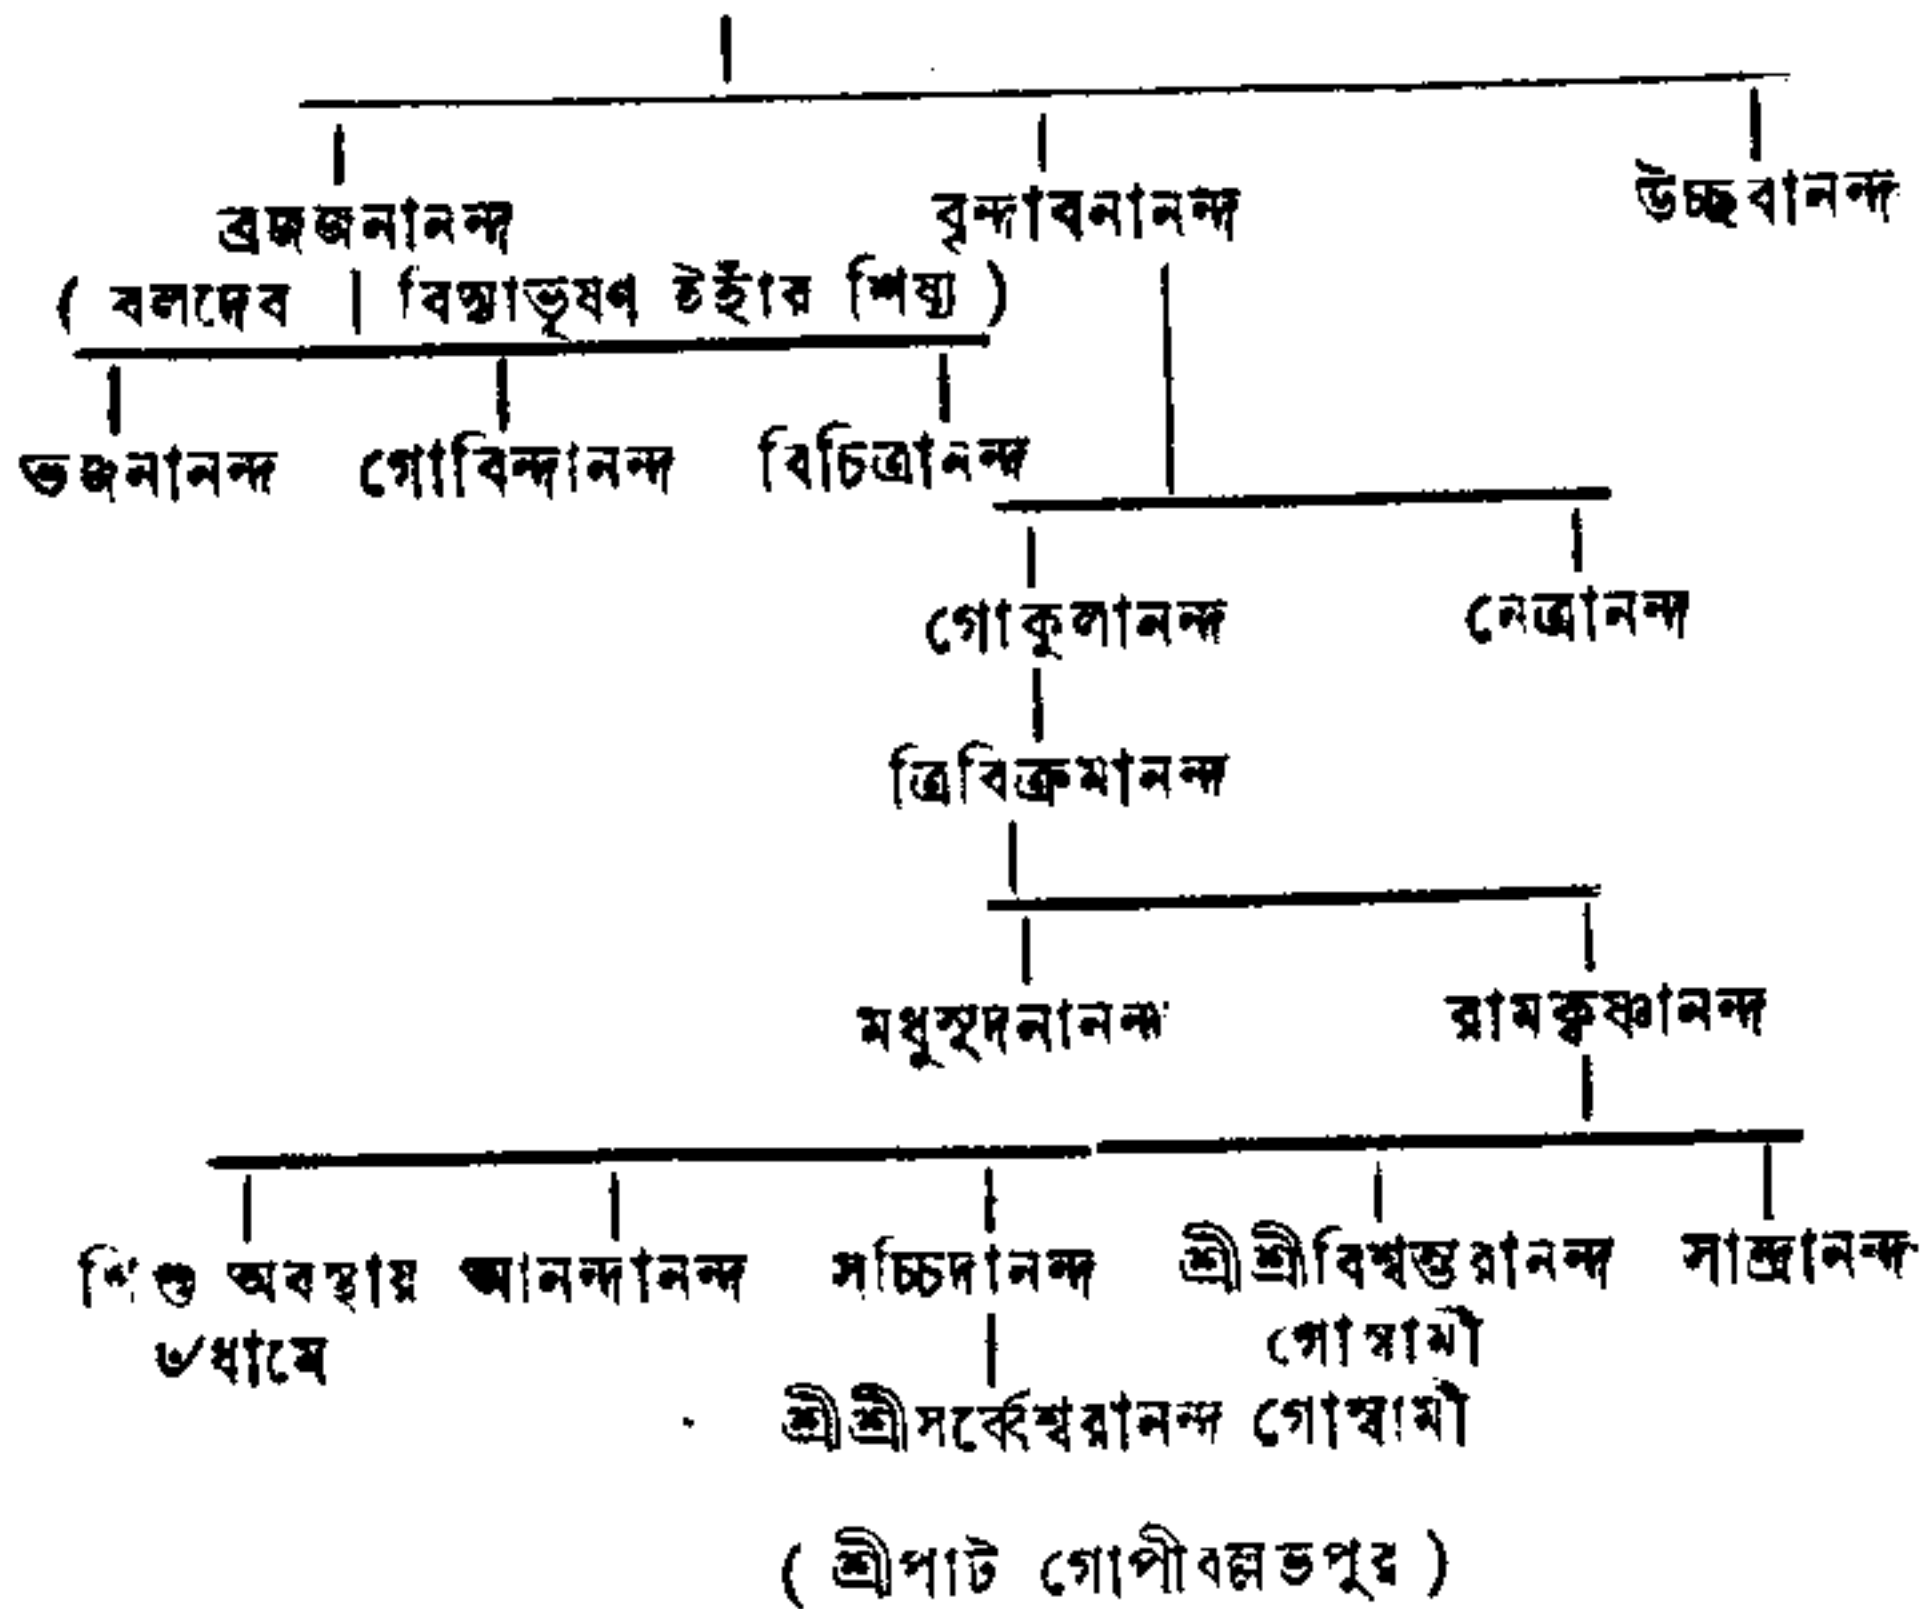 ব্রজজনানন্দ বৃন্দাবনানন্দ উচ্ছবানন্দ
( বলদেব বিদ্যাভূষণ ইহাঁর শিষ্য )
ভজনানন্দ গোবিন্দানন্দ বিচিত্রানন্দ
গোকুলানন্দ নেত্রানন্দ
ত্রিবিক্রমানন্দ
মধুসূদনানন্দ রামকৃষ্ণানন্দ
শিশু অবস্থায় আনন্দানন্দ সচ্চিদানন্দ শ্রীশ্রীবিশ্বম্ভরানন্দ সান্দ্রানন্দ
৺ধামে গোস্বামী
শ্রীশ্রীসর্ব্বেশ্বরানন্দ গোস্বামী
( শ্রীপাট গোপীবল্লভপুর )